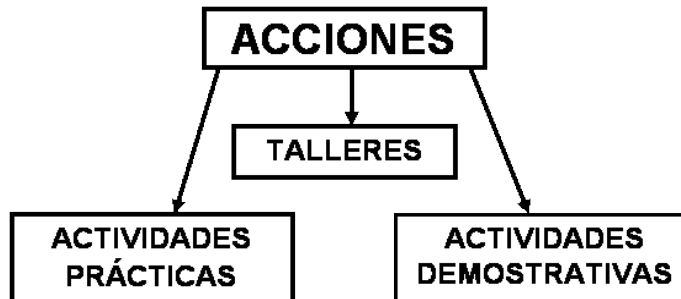 ACCIONES
TALLERES
ACTIVIDADES
PRÁCTICAS
ACTIVIDADES
DEMOSTRATIVAS